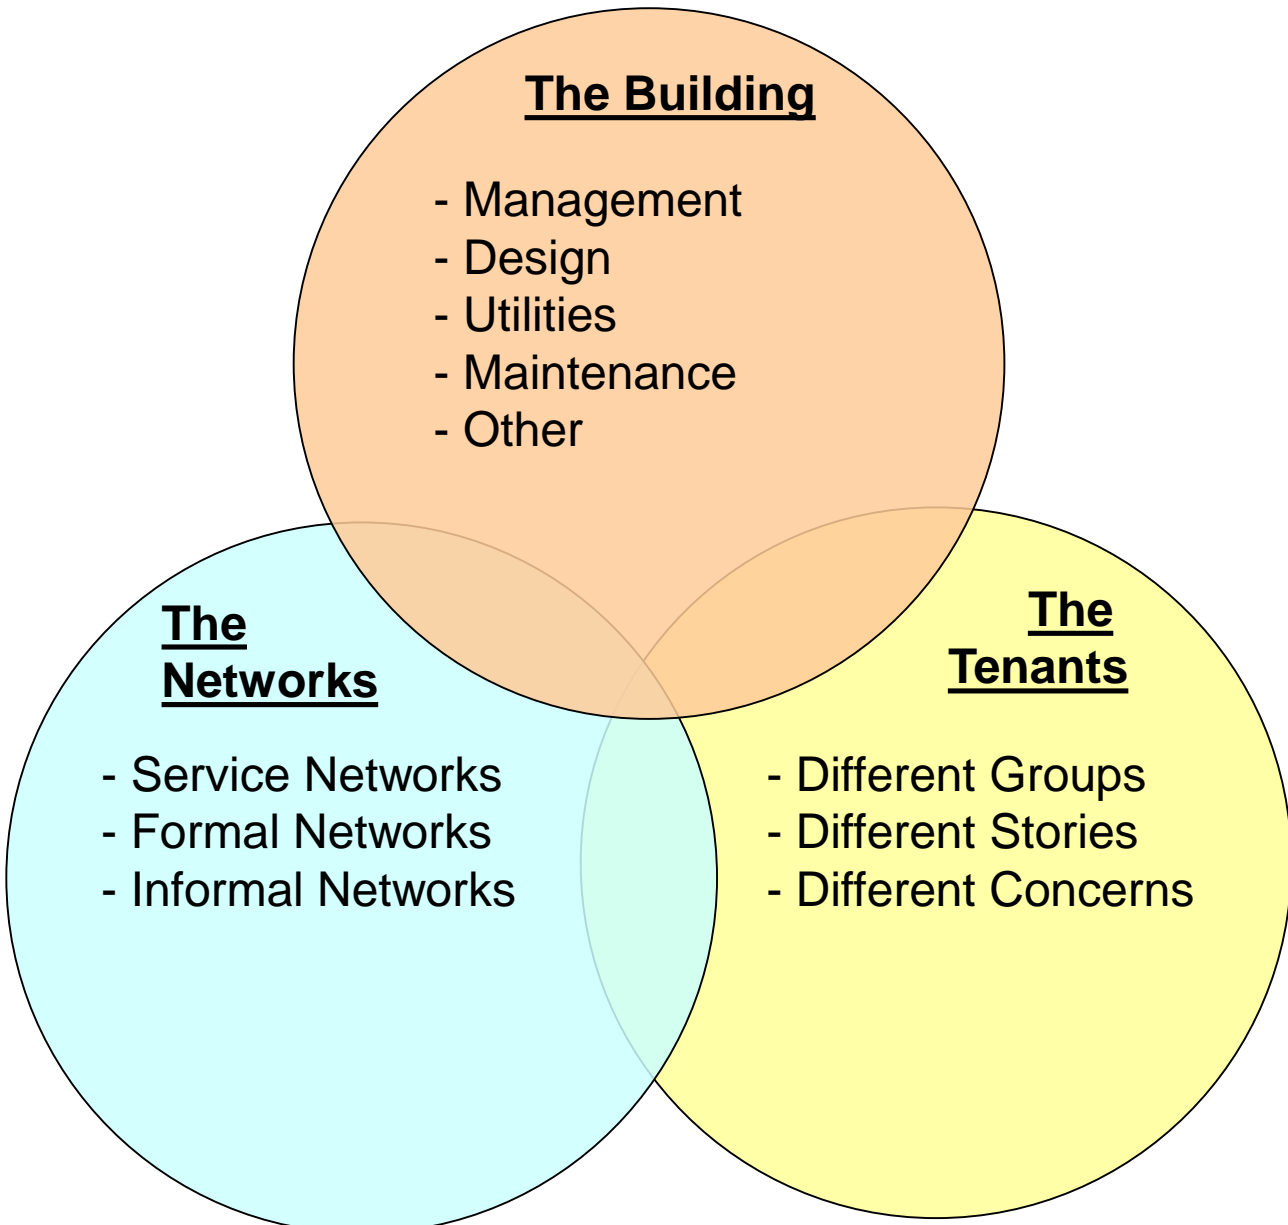 The Building
- Management
- Design
- Utilities
- Maintenance
- Other
The
Networks
- Service Networks
- Formal Networks
- Informal Networks
The
Tenants
- Different Groups
- Different Stories
- Different Concerns